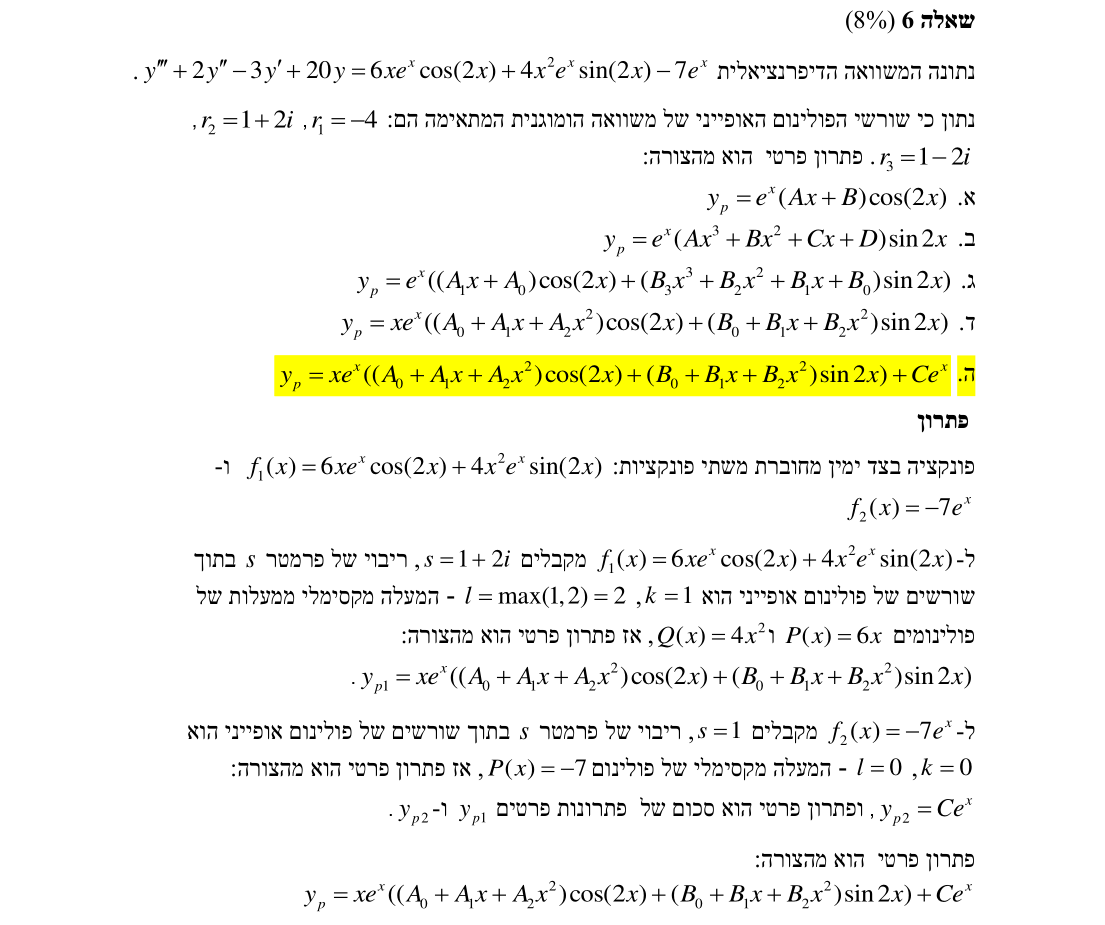 שאלה 6 (8%)
נתונה המשוואה הדיפרנציאלית y''' + 2y'' − 3y' + 20y = 6xe^x cos(2x) + 4x^2e^x sin(2x) − 7e^x .
נתון כי שורשי הפולינום האופייני של משוואה הומוגנית המתאימה הם: r_1 = −4 , r_2 = 1 + 2i ,
r_3 = 1 − 2i . פתרון פרטי הוא מהצורה:
א. y_p = e^x(Ax + B)cos(2x)
ב. y_p = e^x(Ax^3 + Bx^2 + Cx + D)sin 2x
ג. y_p = e^x((A_1x + A_0)cos(2x) + (B_3x^3 + B_2x^2 + B_1x + B_0)sin 2x)
ד. y_p = xe^x((A_0 + A_1x + A_2x^2)cos(2x) + (B_0 + B_1x + B_2x^2)sin 2x)
ה. y_p = xe^x((A_0 + A_1x + A_2x^2)cos(2x) + (B_0 + B_1x + B_2x^2)sin 2x) + Ce^x
פתרון
פונקציה בצד ימין מחוברת משתי פונקציות: f_1(x) = 6xe^x cos(2x) + 4x^2e^x sin(2x) ו-
f_2(x) = −7e^x
ל-f_1(x) = 6xe^x cos(2x) + 4x^2e^x sin(2x) מקבלים s = 1 + 2i , ריבוי של פרמטר s בתוך
שורשים של פולינום אופייני הוא k = 1 , l = max(1, 2) = 2 - המעלה מקסימלי ממעלות של
פולינומים P(x) = 6x ו Q(x) = 4x^2 , אז פתרון פרטי הוא מהצורה:
y_{p1} = xe^x((A_0 + A_1x + A_2x^2)cos(2x) + (B_0 + B_1x + B_2x^2)sin 2x) .
ל-f_2(x) = −7e^x מקבלים s = 1 , ריבוי של פרמטר s בתוך שורשים של פולינום אופייני הוא
k = 0 , l = 0 - המעלה מקסימלי של פולינום P(x) = −7 , אז פתרון פרטי הוא מהצורה:
y_{p2} = Ce^x , ופתרון פרטי הוא סכום של פתרונות פרטים y_{p1} ו-y_{p2} .
פתרון פרטי הוא מהצורה:
y_p = xe^x((A_0 + A_1x + A_2x^2)cos(2x) + (B_0 + B_1x + B_2x^2)sin 2x) + Ce^x